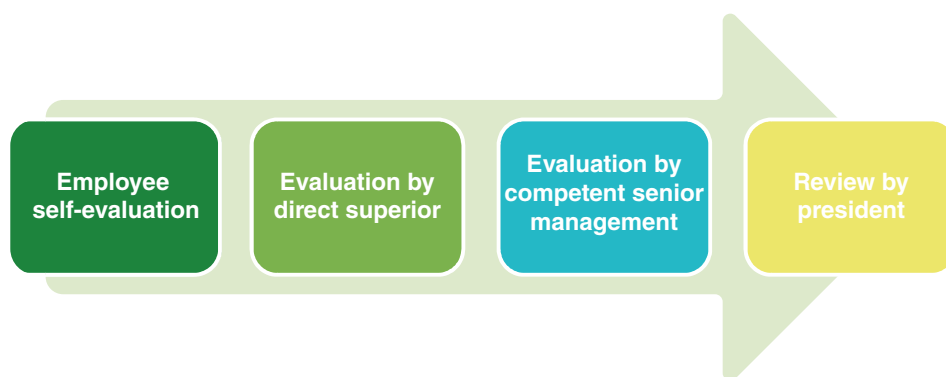 Employee
self-evaluation
Evaluation by
direct superior
Evaluation by
competent senior
management
Review by
president